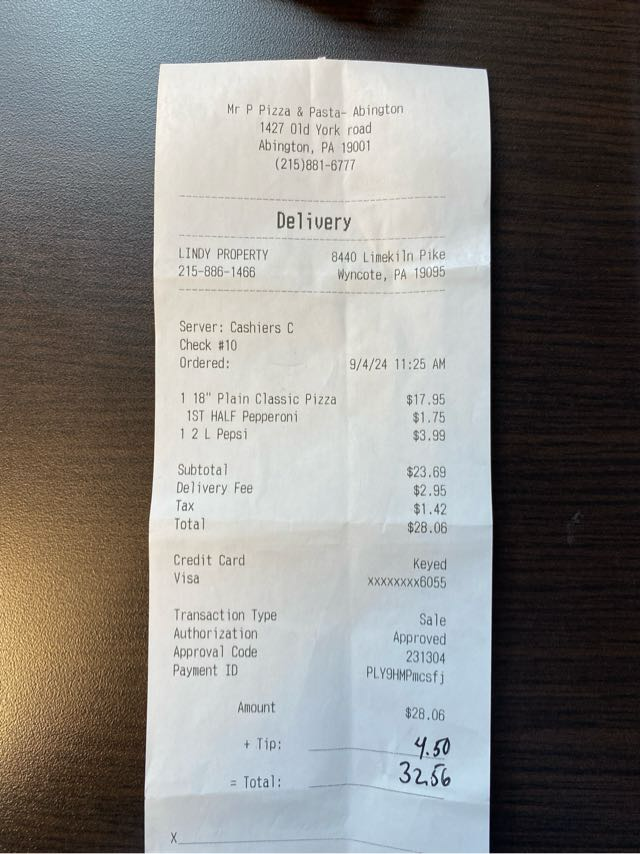 Mr P Pizza & Pasta- Abington
1427 Old York road
Abington, PA 19001
(215)881-6777
Delivery
LINDY PROPERTY 8440 Limekiln Pike
215-886-1466 Wyncote, PA 19095
Server: Cashiers C
Check #10
Ordered: 9/4/24 11:25 AM
1 18" Plain Classic Pizza $17.95
1ST HALF Pepperoni $1.75
1 2 L Pepsi $3.99
Subtotal $23.69
Delivery Fee $2.95
Tax $1.42
Total $28.06
Credit Card Keyed
Visa xxxxxxxx6055
Transaction Type Sale
Authorization Approved
Approval Code 231304
Payment ID PLY9HMPmcsfj
Amount $28.06
+ Tip: 4.50
= Total: 32.56
X